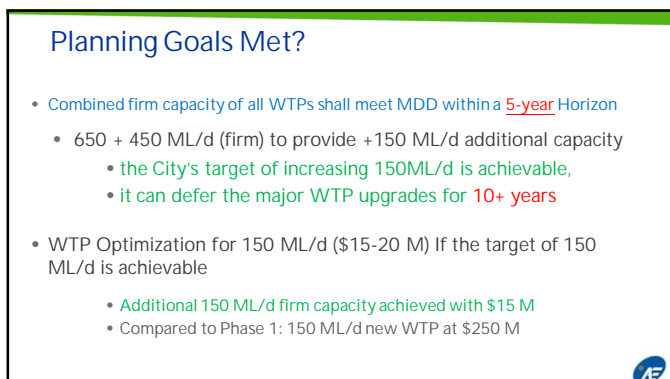 Planning Goals Met?
• Combined firm capacity of all WTPs shall meet MDD within a 5-year Horizon
• 650 + 450 ML/d (firm) to provide +150 ML/d additional capacity
• the City's target of increasing 150ML/d is achievable,
• it can defer the major WTP upgrades for 10+ years
• WTP Optimization for 150 ML/d ($15-20 M) If the target of 150
ML/d is achievable
• Additional 150 ML/d firm capacity achieved with $15 M
• Compared to Phase 1: 150 ML/d new WTP at $250 M